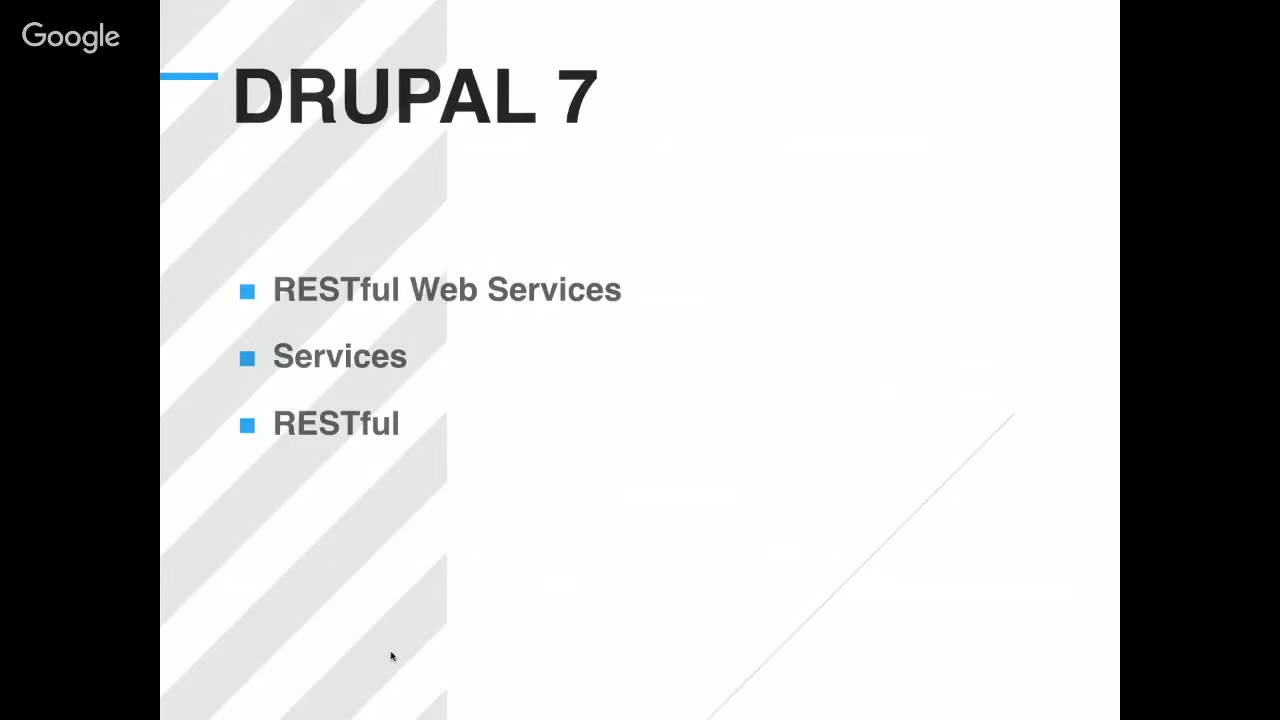 Google
DRUPAL 7
RESTful Web Services
Services
RESTful